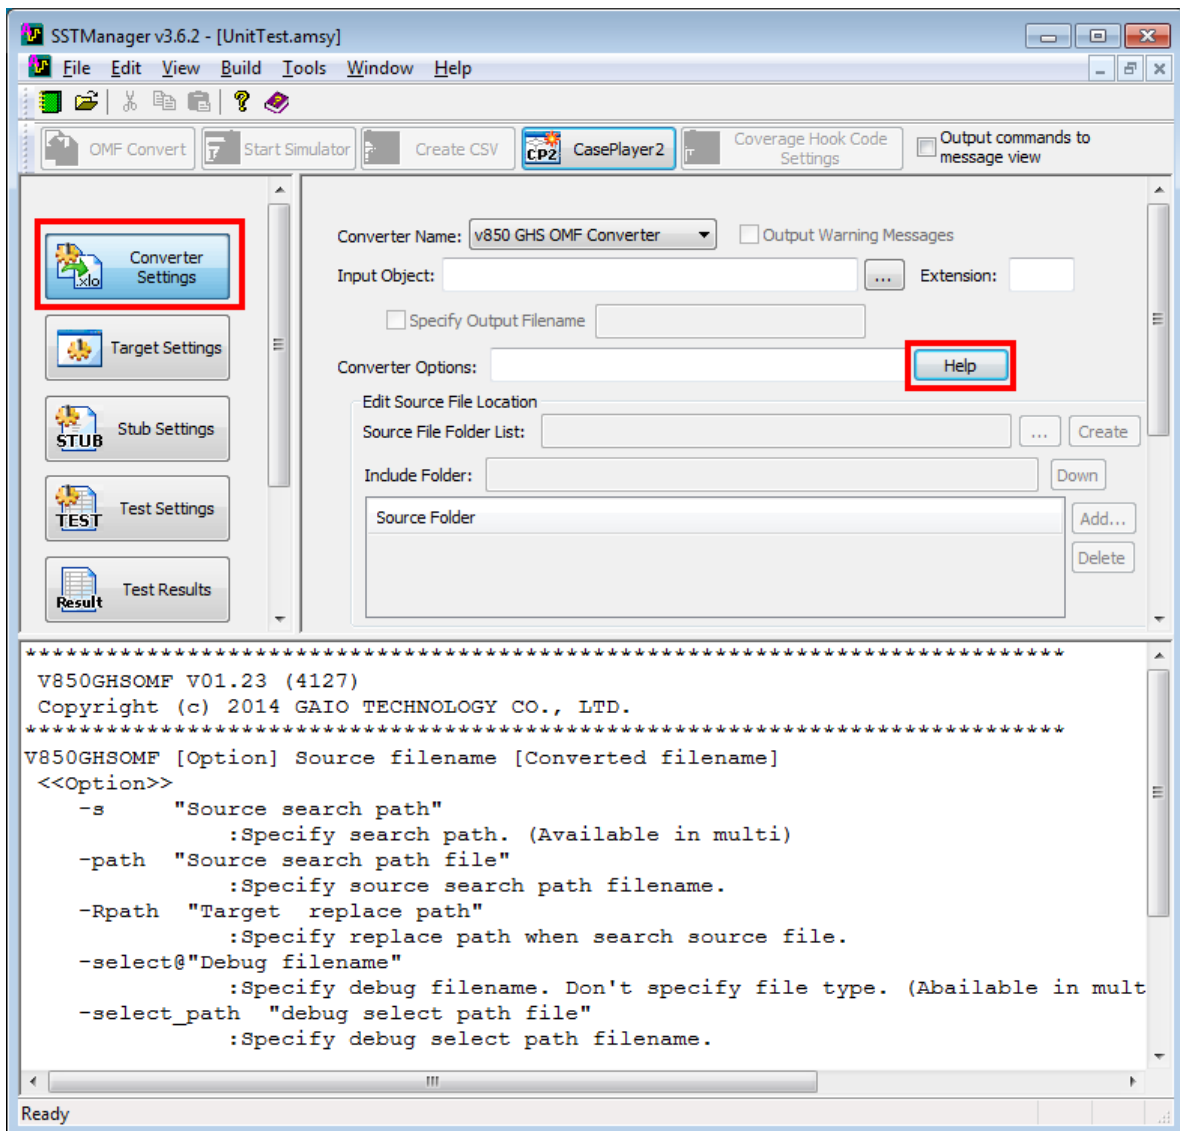 SSTManager v3.6.2 - [UnitTest.amsy]
File Edit View Build Tools Window Help
OMF Convert Start Simulator Create CSV CP2 CasePlayer2 Coverage Hook Code Settings Output commands to message view
Converter Settings
.xlo
Target Settings
STUB Stub Settings
TEST Test Settings
Result Test Results
Converter Name: v850 GHS OMF Converter Output Warning Messages
Input Object: ... Extension:
Specify Output Filename
Converter Options: Help
Edit Source File Location
Source File Folder List: ... Create
Include Folder: Down
Source Folder Add...
Delete
*****************************************************************************
V850GHSOMF V01.23 (4127)
Copyright (c) 2014 GAIO TECHNOLOGY CO., LTD.
*****************************************************************************
V850GHSOMF [Option] Source filename [Converted filename]
<<Option>>
-s "Source search path"
:Specify search path. (Available in multi)
-path "Source search path file"
:Specify source search path filename.
-Rpath "Target replace path"
:Specify replace path when search source file.
-select@"Debug filename"
:Specify debug filename. Don't specify file type. (Abailable in mult
-select_path "debug select path file"
:Specify debug select path filename.
Ready